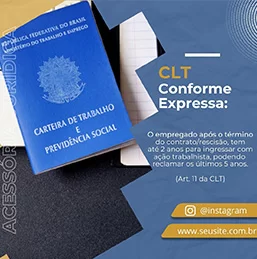 REPÚBLICA FEDERATIVA DO BRASIL
MINISTÉRIO DO TRABALHO E EMPREGO
CARTEIRA DE TRABALHO
E
PREVIDÊNCIA SOCIAL
CLT
Conforme
Expressa:
O empregado após o término
do contrato/rescisão, tem
até 2 anos para ingressar com
ação trabalhista, podendo
reclamar os últimos 5 anos.
(Art. 11 da CLT)
@instagram
www.seusite.com.br